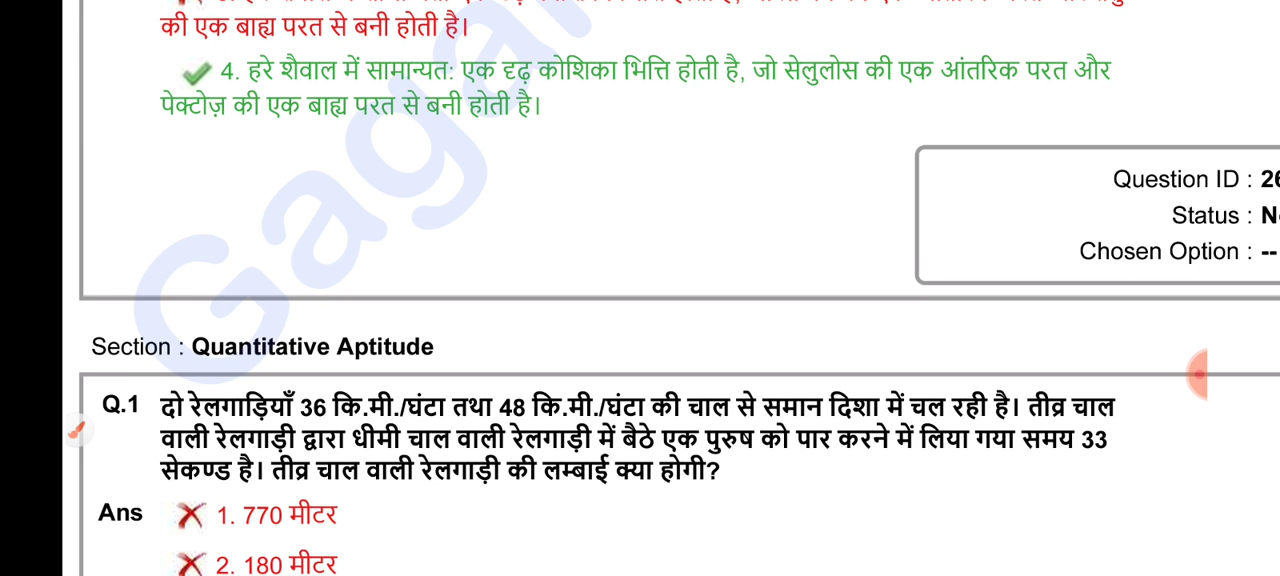 की एक बाह्य परत से बनी होती है।
4. हरे शैवाल में सामान्यत: एक दृढ़ कोशिका भित्ति होती है, जो सेलुलोस की एक आंतरिक परत और
पेक्टोज़ की एक बाह्य परत से बनी होती है।
Question ID : 26
Status : N
Chosen Option : --
Section : Quantitative Aptitude
Q.1 दो रेलगाड़ियाँ 36 कि.मी./घंटा तथा 48 कि.मी./घंटा की चाल से समान दिशा में चल रही है। तीव्र चाल
वाली रेलगाड़ी द्वारा धीमी चाल वाली रेलगाड़ी में बैठे एक पुरुष को पार करने में लिया गया समय 33
सेकण्ड है। तीव्र चाल वाली रेलगाड़ी की लम्बाई क्या होगी?
Ans 1. 770 मीटर
2. 180 मीटर
Gaga